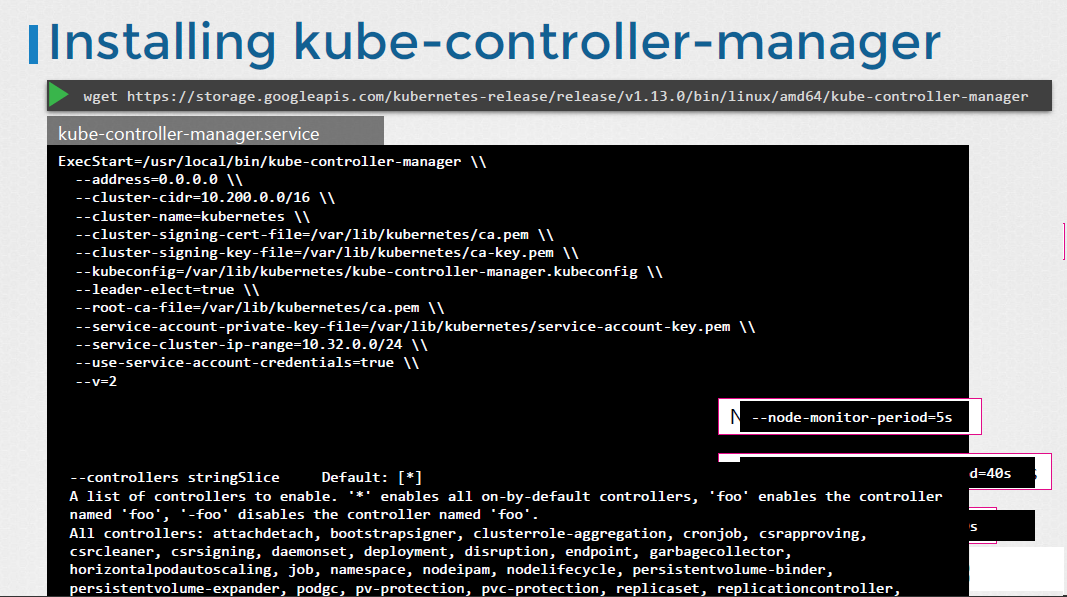 Installing kube-controller-manager
wget https://storage.googleapis.com/kubernetes-release/release/v1.13.0/bin/linux/amd64/kube-controller-manager
kube-controller-manager.service
ExecStart=/usr/local/bin/kube-controller-manager \\
--address=0.0.0.0 \\
--cluster-cidr=10.200.0.0/16 \\
--cluster-name=kubernetes \\
--cluster-signing-cert-file=/var/lib/kubernetes/ca.pem \\
--cluster-signing-key-file=/var/lib/kubernetes/ca-key.pem \\
--kubeconfig=/var/lib/kubernetes/kube-controller-manager.kubeconfig \\
--leader-elect=true \\
--root-ca-file=/var/lib/kubernetes/ca.pem \\
--service-account-private-key-file=/var/lib/kubernetes/service-account-key.pem \\
--service-cluster-ip-range=10.32.0.0/24 \\
--use-service-account-credentials=true \\
--v=2
--node-monitor-period=5s
d=40s
--controllers stringSlice Default: [*]
A list of controllers to enable. '*' enables all on-by-default controllers, 'foo' enables the controller
named 'foo', '-foo' disables the controller named 'foo'.
All controllers: attachdetach, bootstrapsigner, clusterrole-aggregation, cronjob, csrapproving,
csrcleaner, csrsigning, daemonset, deployment, disruption, endpoint, garbagecollector,
horizontalpodautoscaling, job, namespace, nodeipam, nodelifecycle, persistentvolume-binder,
persistentvolume-expander, podgc, pv-protection, pvc-protection, replicaset, replicationcontroller,